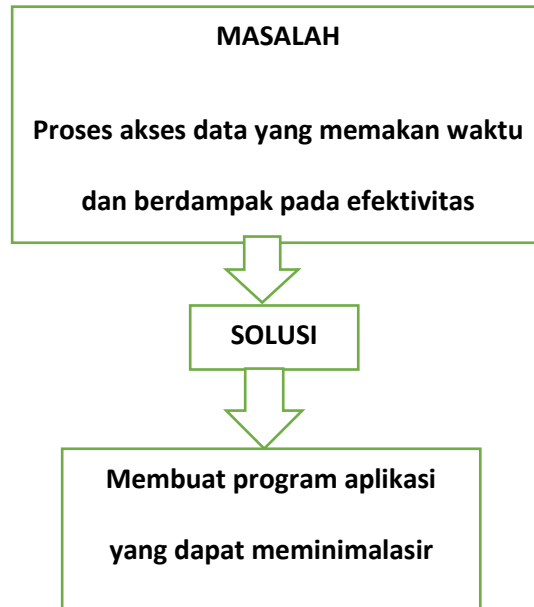 MASALAH
Proses akses data yang memakan waktu
dan berdampak pada efektivitas
SOLUSI
Membuat program aplikasi
yang dapat meminimalasir